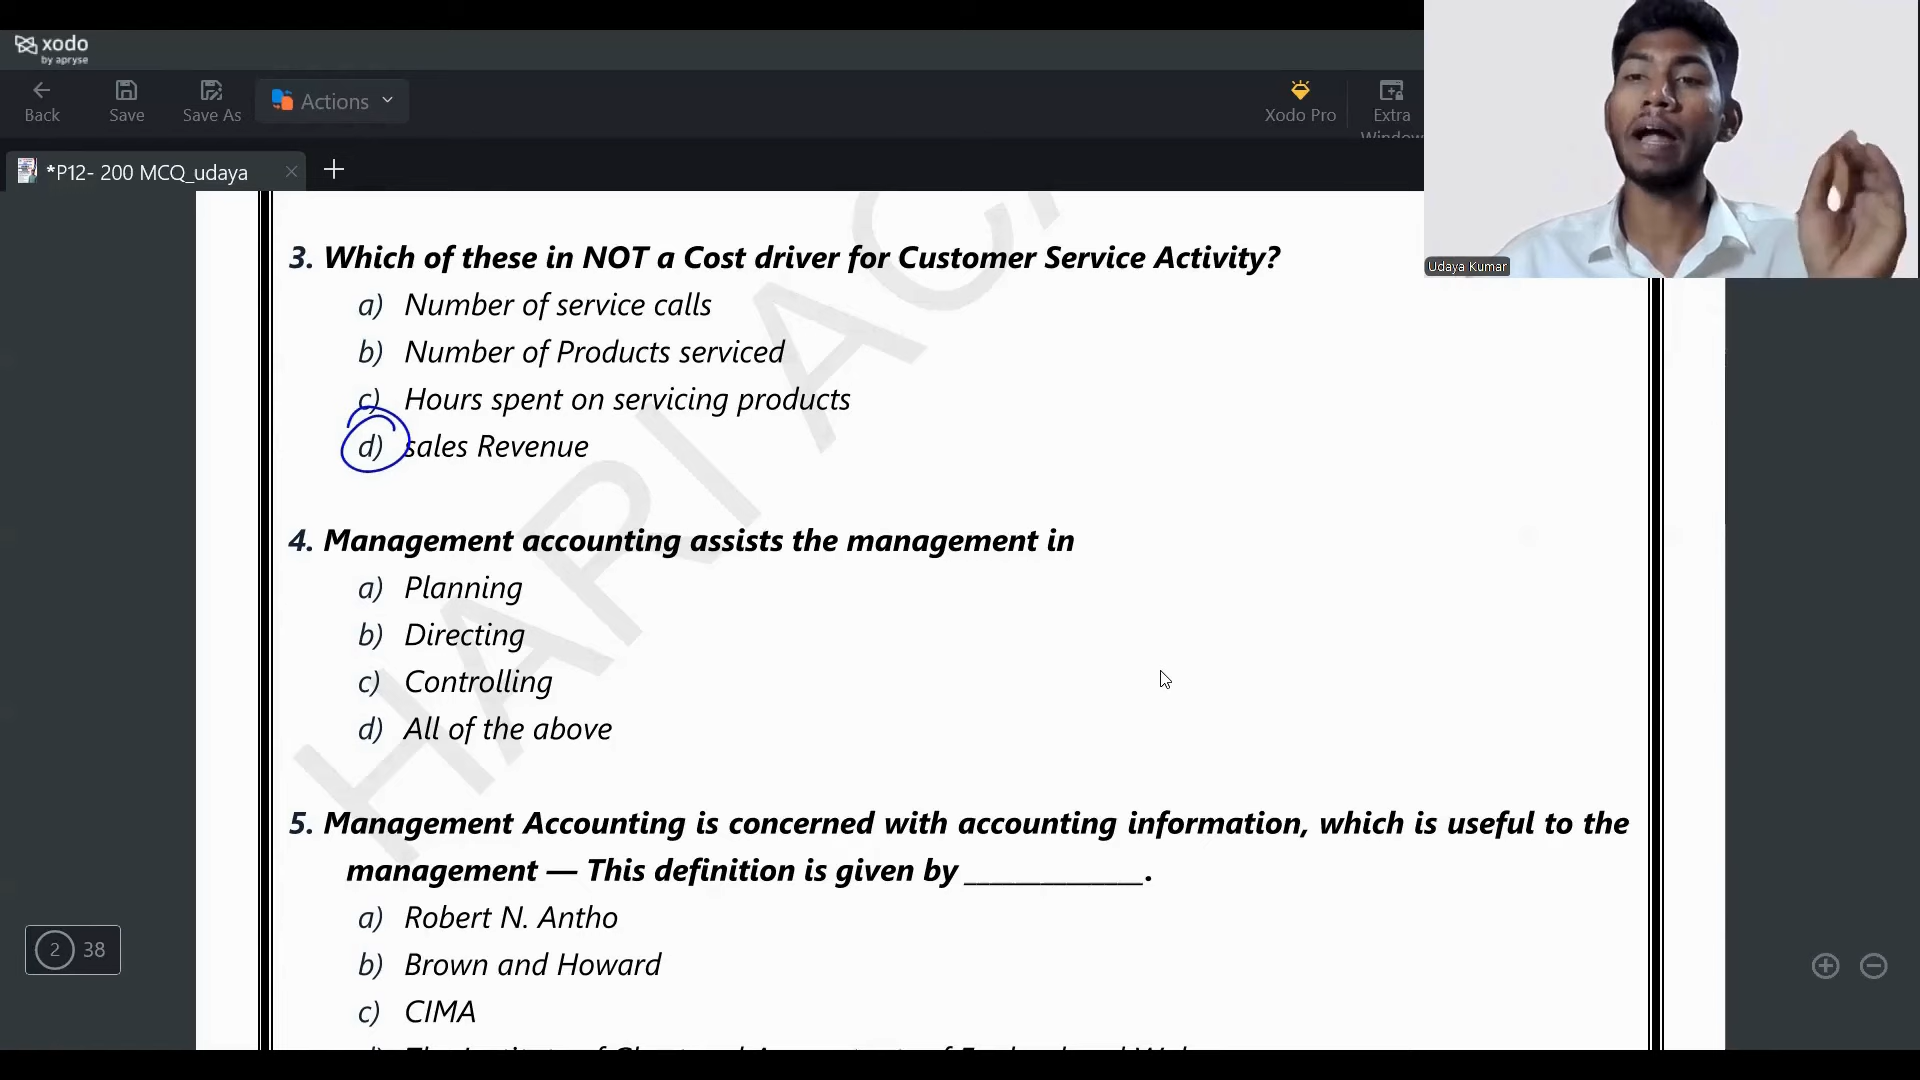 xodo
by apryse
Back
Save
Save As
Actions
Xodo Pro
Extra
*P12- 200 MCQ_udaya
Udaya Kumar
HARI
3. Which of these in NOT a Cost driver for Customer Service Activity?
a) Number of service calls
b) Number of Products serviced
c) Hours spent on servicing products
d) sales Revenue
4. Management accounting assists the management in
a) Planning
b) Directing
c) Controlling
d) All of the above
5. Management Accounting is concerned with accounting information, which is useful to the
management — This definition is given by ____________.
a) Robert N. Antho
b) Brown and Howard
c) CIMA
2 38